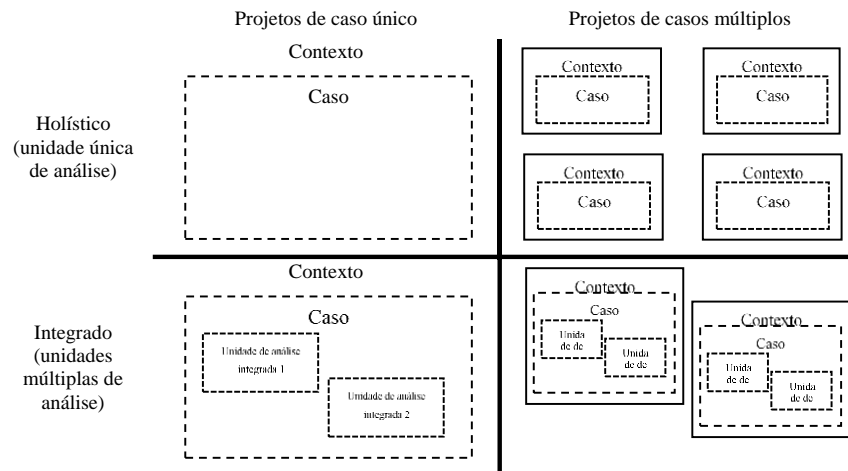 Projetos de caso único
Projetos de casos múltiplos
Holístico
(unidade única
de análise)
Contexto
Caso
Contexto
Caso
Contexto
Caso
Contexto
Caso
Contexto
Caso
Integrado
(unidades
múltiplas de
análise)
Contexto
Caso
Unidade de análise
integrada 1
Unidade de análise
integrada 2
Contexto
Caso
Unida
de de
Unida
de de
Contexto
Caso
Unida
de de
Unida
de de